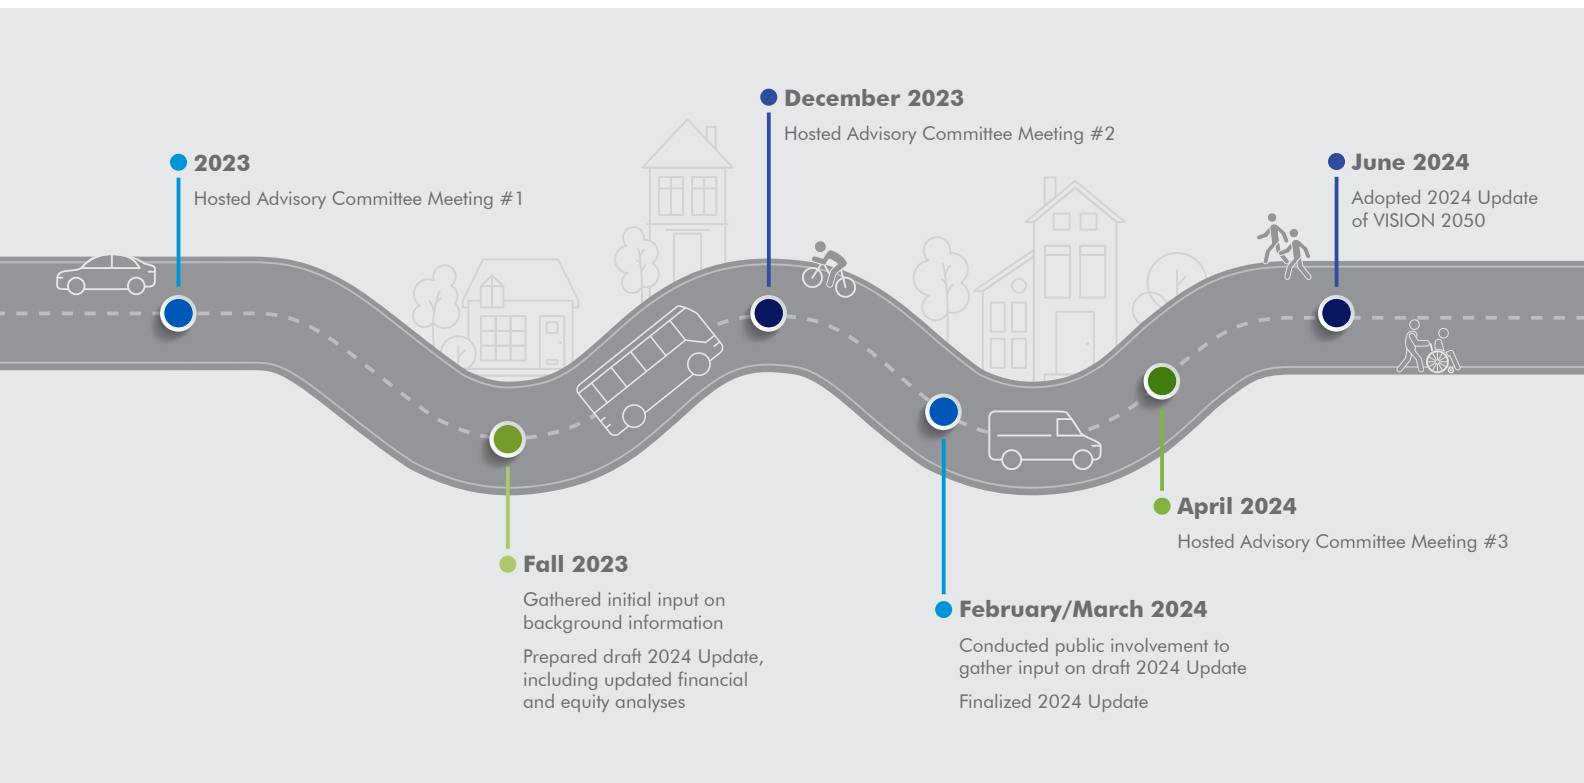 2023
Hosted Advisory Committee Meeting #1
Fall 2023
Gathered initial input on
background information
Prepared draft 2024 Update,
including updated financial
and equity analyses
December 2023
Hosted Advisory Committee Meeting #2
February/March 2024
Conducted public involvement to
gather input on draft 2024 Update
Finalized 2024 Update
April 2024
Hosted Advisory Committee Meeting #3
June 2024
Adopted 2024 Update
of VISION 2050